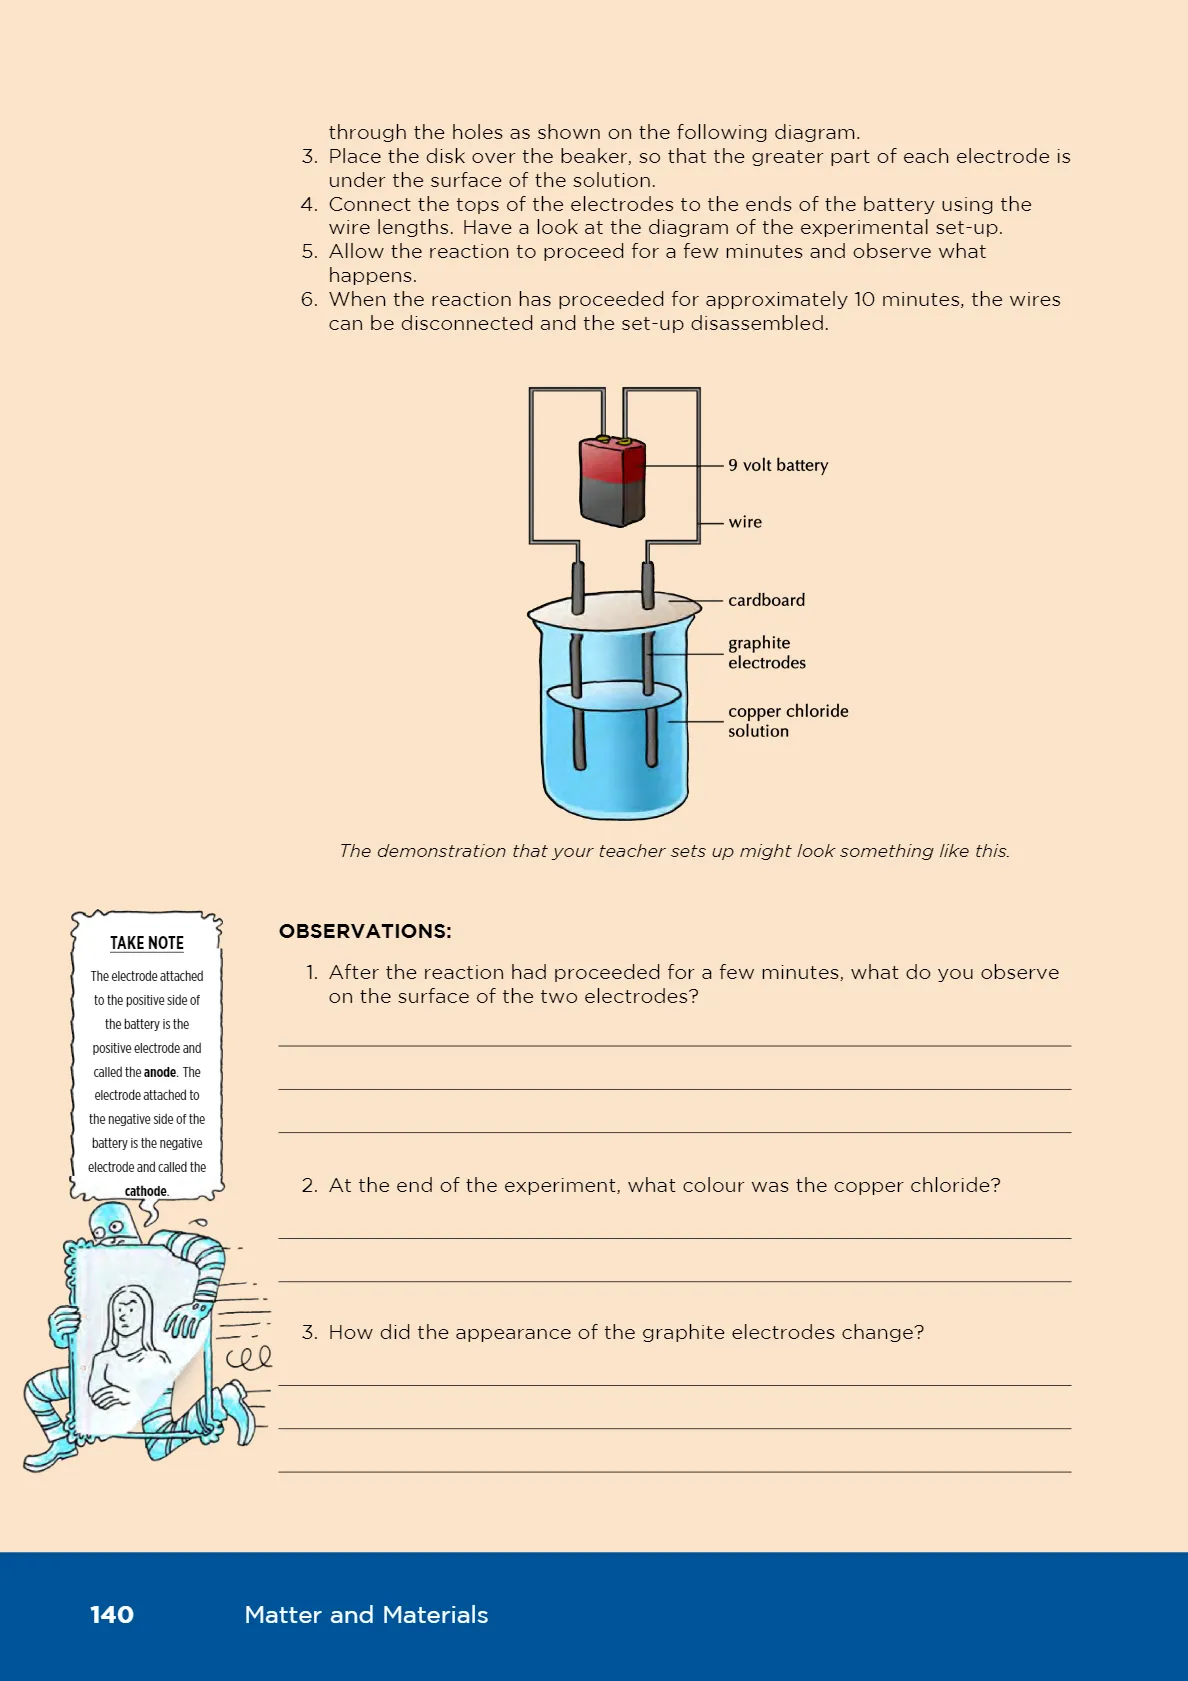 through the holes as shown on the following diagram.
3. Place the disk over the beaker, so that the greater part of each electrode is
under the surface of the solution.
4. Connect the tops of the electrodes to the ends of the battery using the
wire lengths. Have a look at the diagram of the experimental set-up.
5. Allow the reaction to proceed for a few minutes and observe what
happens.
6. When the reaction has proceeded for approximately 10 minutes, the wires
can be disconnected and the set-up disassembled.
9 volt battery
wire
cardboard
graphite
electrodes
copper chloride
solution
The demonstration that your teacher sets up might look something like this.
TAKE NOTE
The electrode attached
to the positive side of
the battery is the
positive electrode and
called the anode. The
electrode attached to
the negative side of the
battery is the negative
electrode and called the
cathode.
OBSERVATIONS:
1. After the reaction had proceeded for a few minutes, what do you observe
on the surface of the two electrodes?
2. At the end of the experiment, what colour was the copper chloride?
3. How did the appearance of the graphite electrodes change?
140
Matter and Materials